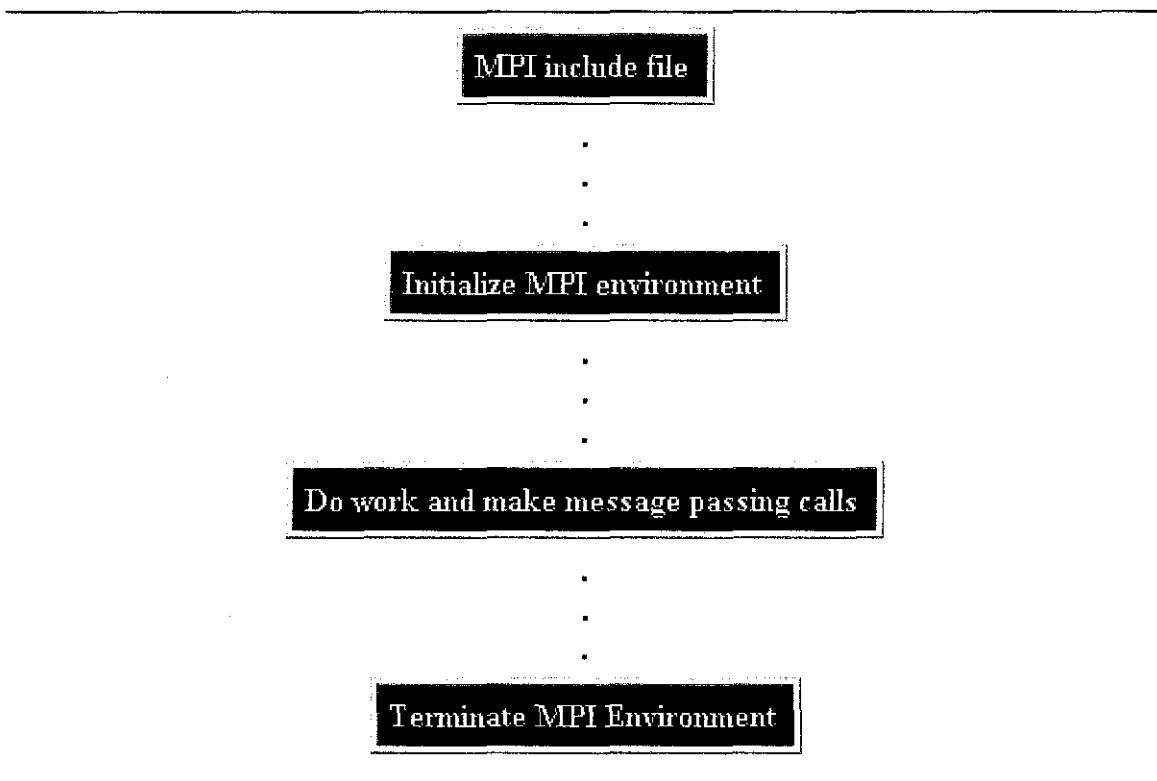 MPI include file
Initialize MPI environment
Do work and make message passing calls
Terminate MPI Environment